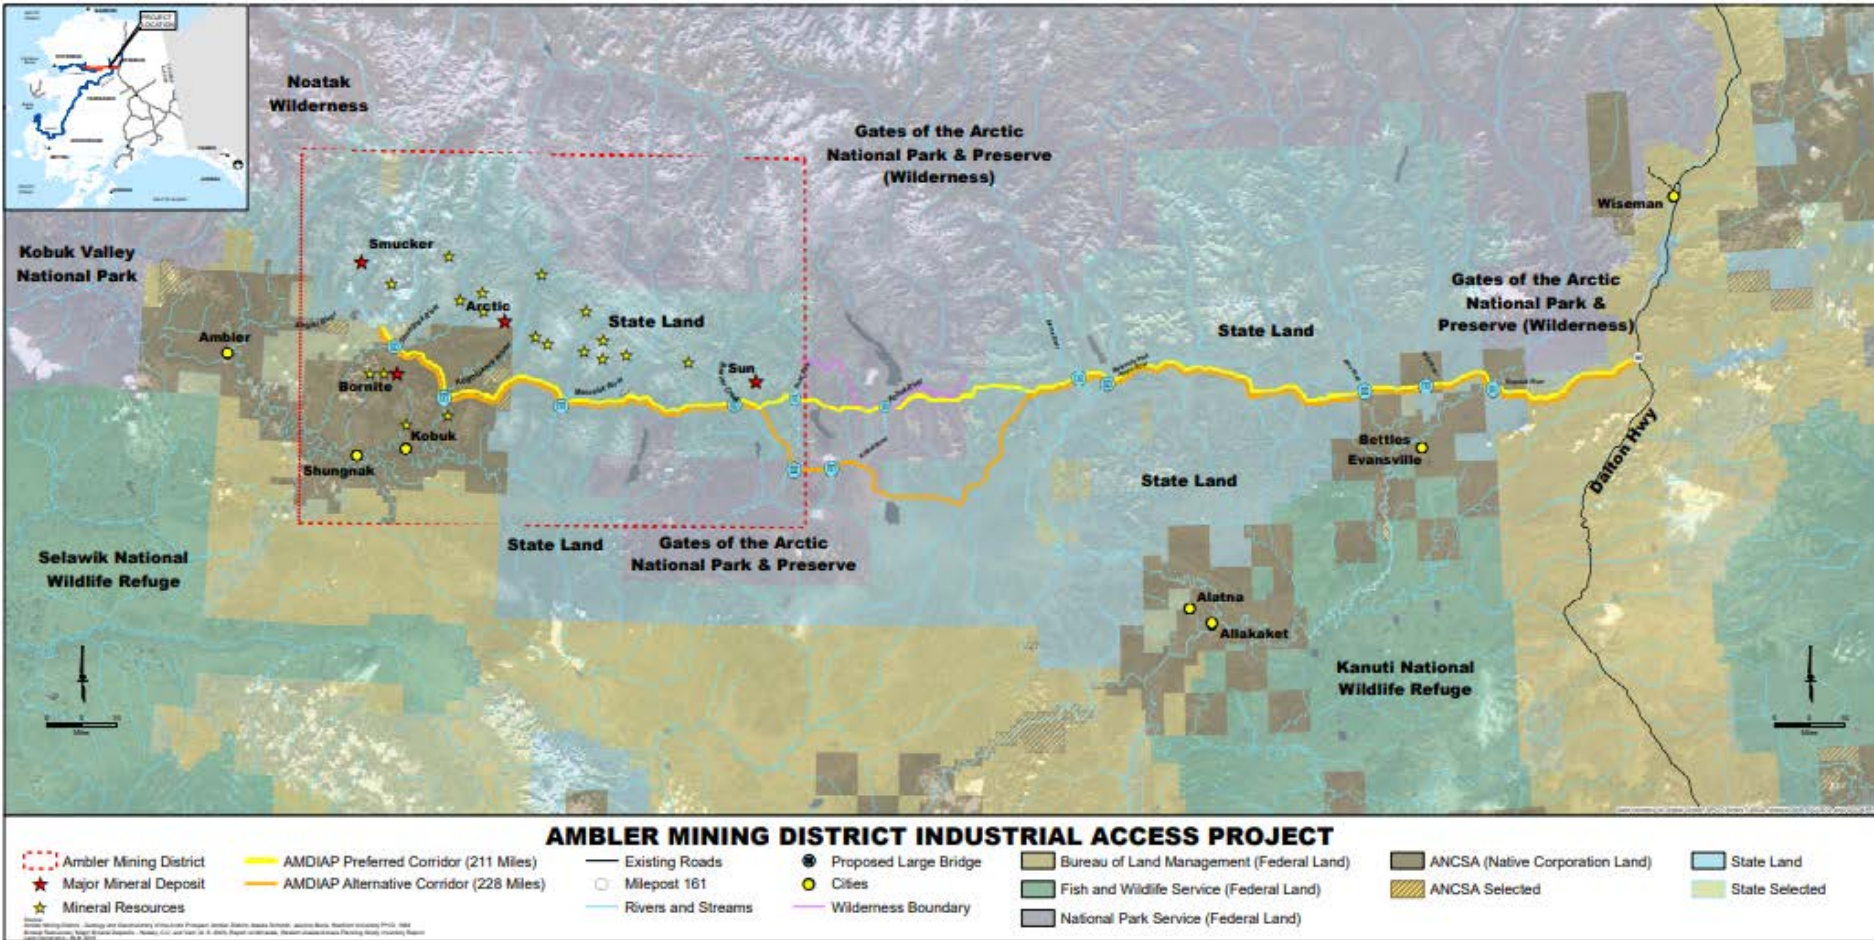 PROJECT
LOCATION
Noatak
Wilderness
Gates of the Arctic
National Park & Preserve
(Wilderness)
Wiseman
Kobuk Valley
National Park
Smucker
Gates of the Arctic
National Park &
Preserve (Wilderness)
Arctic
State Land
State Land
Ambler
Sun
Bornite
Kobuk
Shungnak
Bettles
Evansville
Dalton Hwy
State Land
Selawik National
Wildlife Refuge
State Land
Gates of the Arctic
National Park & Preserve
Alatna
Allakaket
Kanuti National
Wildlife Refuge
Miles
Miles
AMBLER MINING DISTRICT INDUSTRIAL ACCESS PROJECT
Ambler Mining District
Major Mineral Deposit
Mineral Resources
AMDIAP Preferred Corridor (211 Miles)
AMDIAP Alternative Corridor (228 Miles)
Existing Roads
Milepost 161
Rivers and Streams
Proposed Large Bridge
Cities
Wilderness Boundary
Bureau of Land Management (Federal Land)
Fish and Wildlife Service (Federal Land)
National Park Service (Federal Land)
ANCSA (Native Corporation Land)
ANCSA Selected
State Land
State Selected